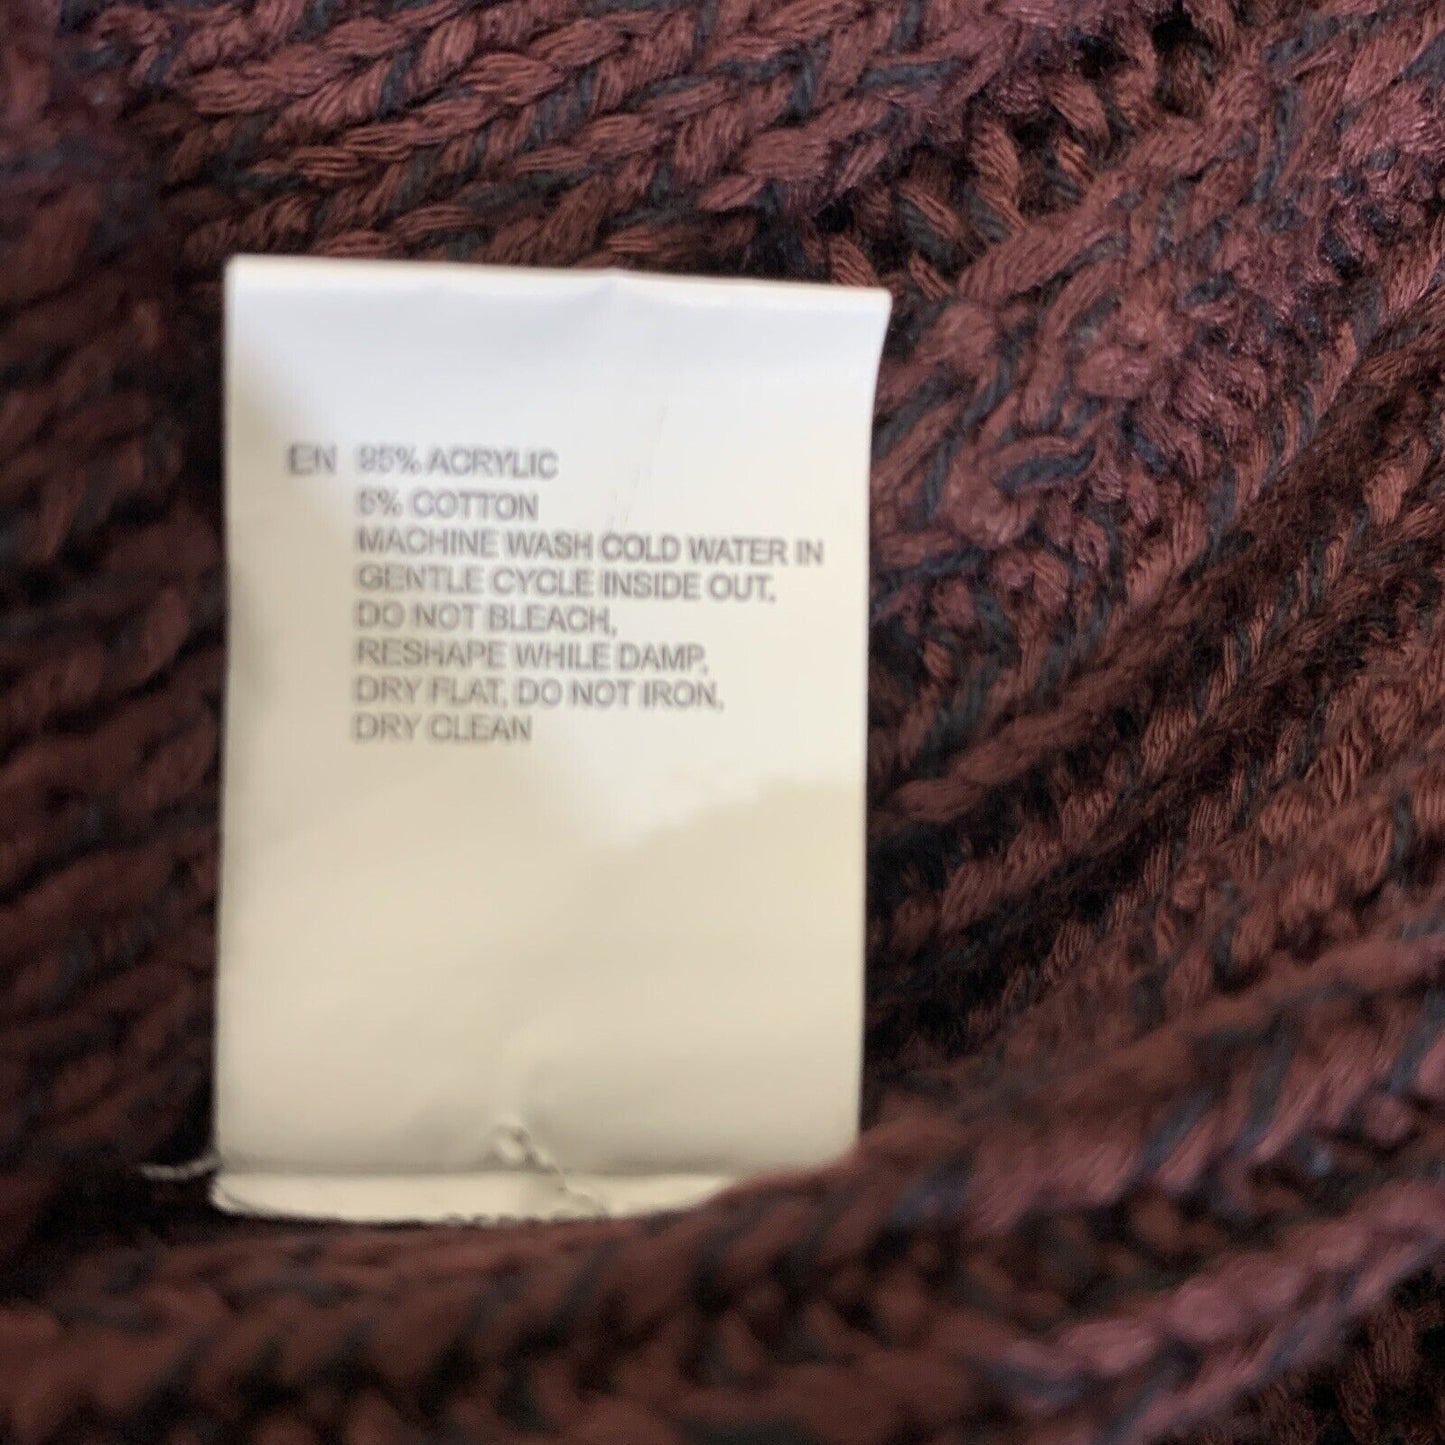 EN 95% ACRYLIC
5% COTTON
MACHINE WASH COLD WATER IN
GENTLE CYCLE INSIDE OUT,
DO NOT BLEACH,
RESHAPE WHILE DAMP,
DRY FLAT, DO NOT IRON,
DRY CLEAN